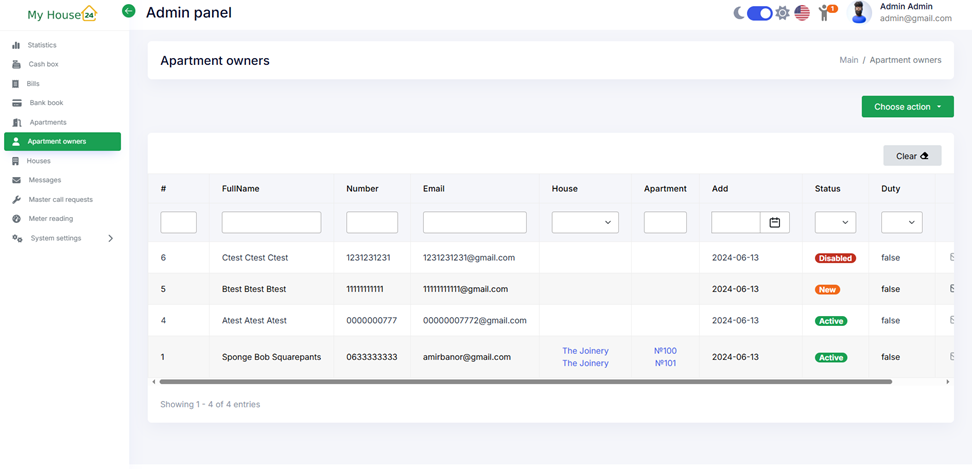 My House 24
Admin panel
1
Admin Admin
admin@gmail.com
Statistics
Cash box
Bills
Bank book
Apartments
Apartment owners
Houses
Messages
Master call requests
Meter reading
System settings
Apartment owners
Main / Apartment owners
Choose action
Clear
# FullName Number Email House Apartment Add Status Duty
6 Ctest Ctest Ctest 1231231231 1231231231@gmail.com 2024-06-13 Disabled false
5 Btest Btest Btest 11111111111 11111111111@gmail.com 2024-06-13 New false
4 Atest Atest Atest 0000000777 00000007772@gmail.com 2024-06-13 Active false
1 Sponge Bob Squarepants 0633333333 amirbanor@gmail.com The Joinery №100 2024-06-13 Active false
The Joinery №101
Showing 1 - 4 of 4 entries